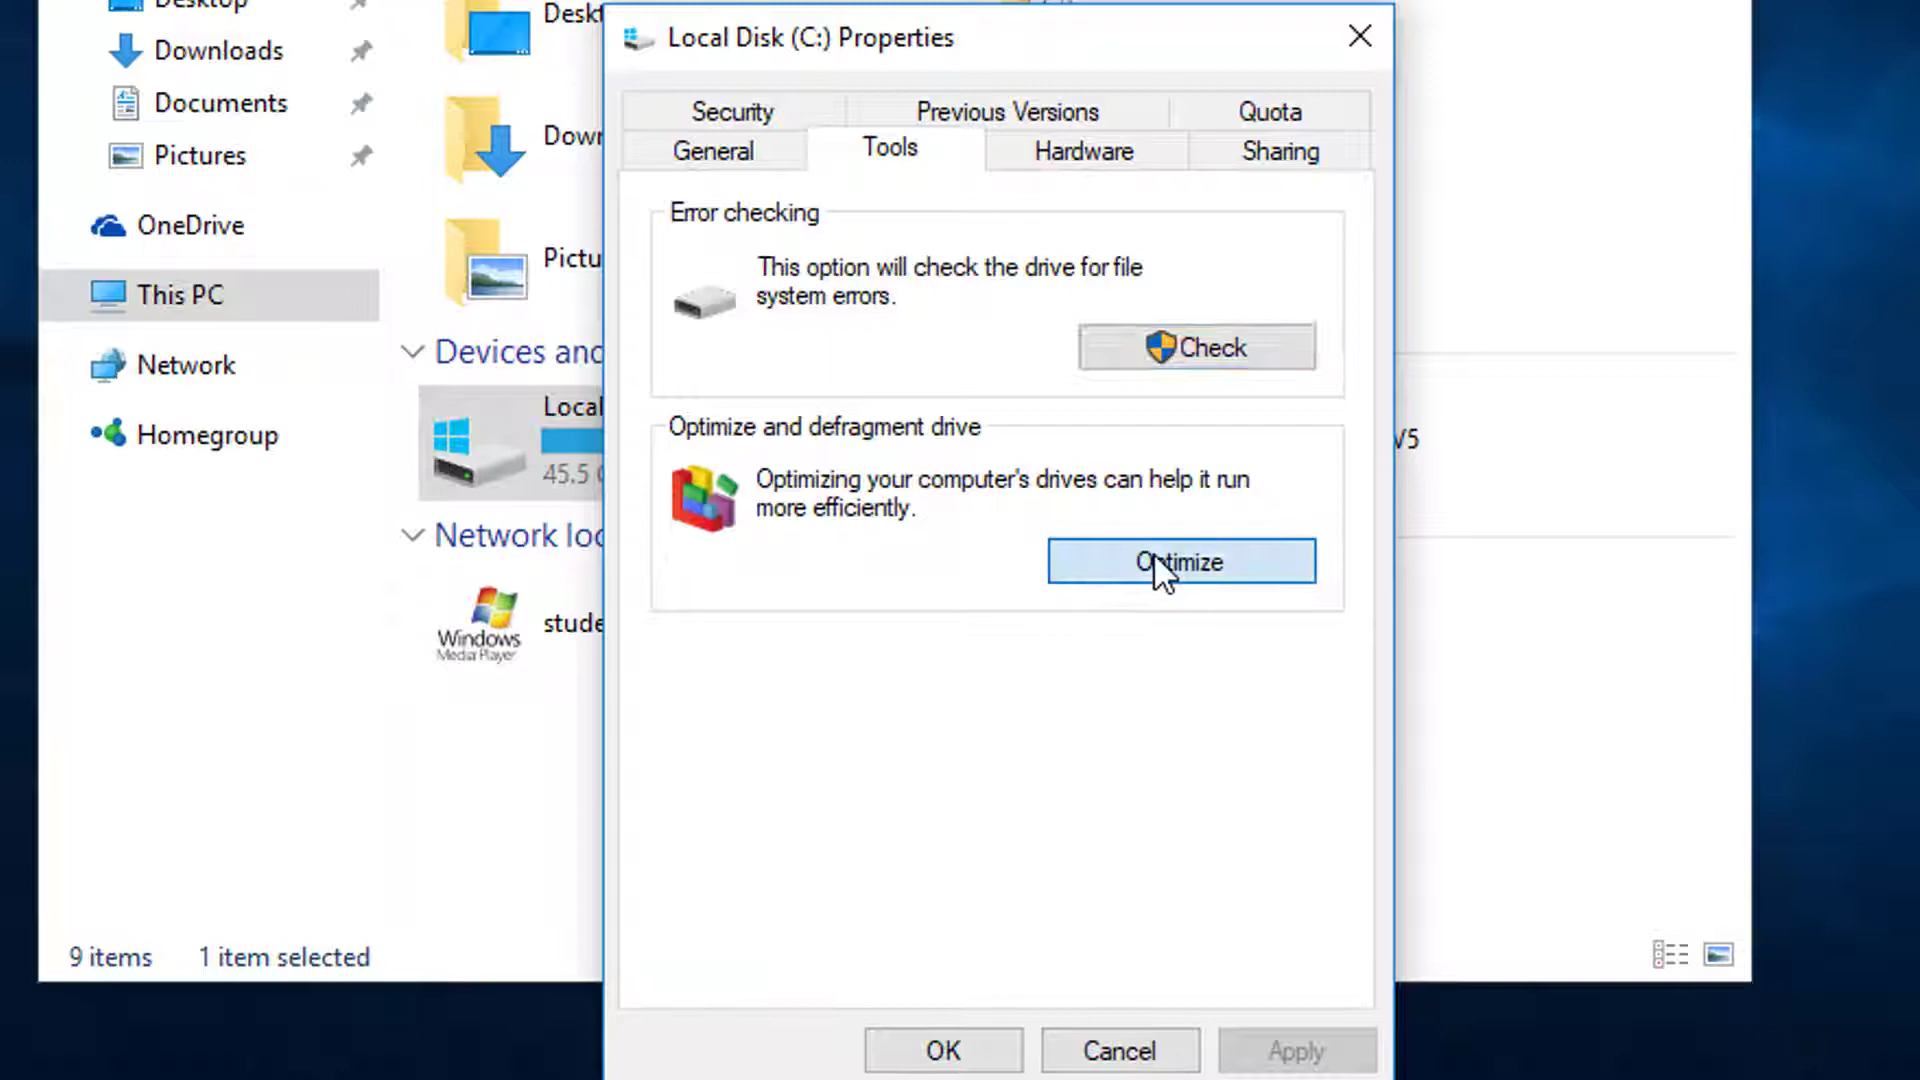 Desktop
Downloads
Documents
Pictures
OneDrive
This PC
Network
Homegroup
Deskt
Down
Pictu
Devices and
Local
45.5 G
Network loc
Windows
Media Player
stude
9 items 1 item selected
Local Disk (C:) Properties
Security Previous Versions Quota
General Tools Hardware Sharing
Error checking
This option will check the drive for file
system errors.
Check
Optimize and defragment drive
Optimizing your computer's drives can help it run
more efficiently.
Optimize
OK Cancel Apply
V5